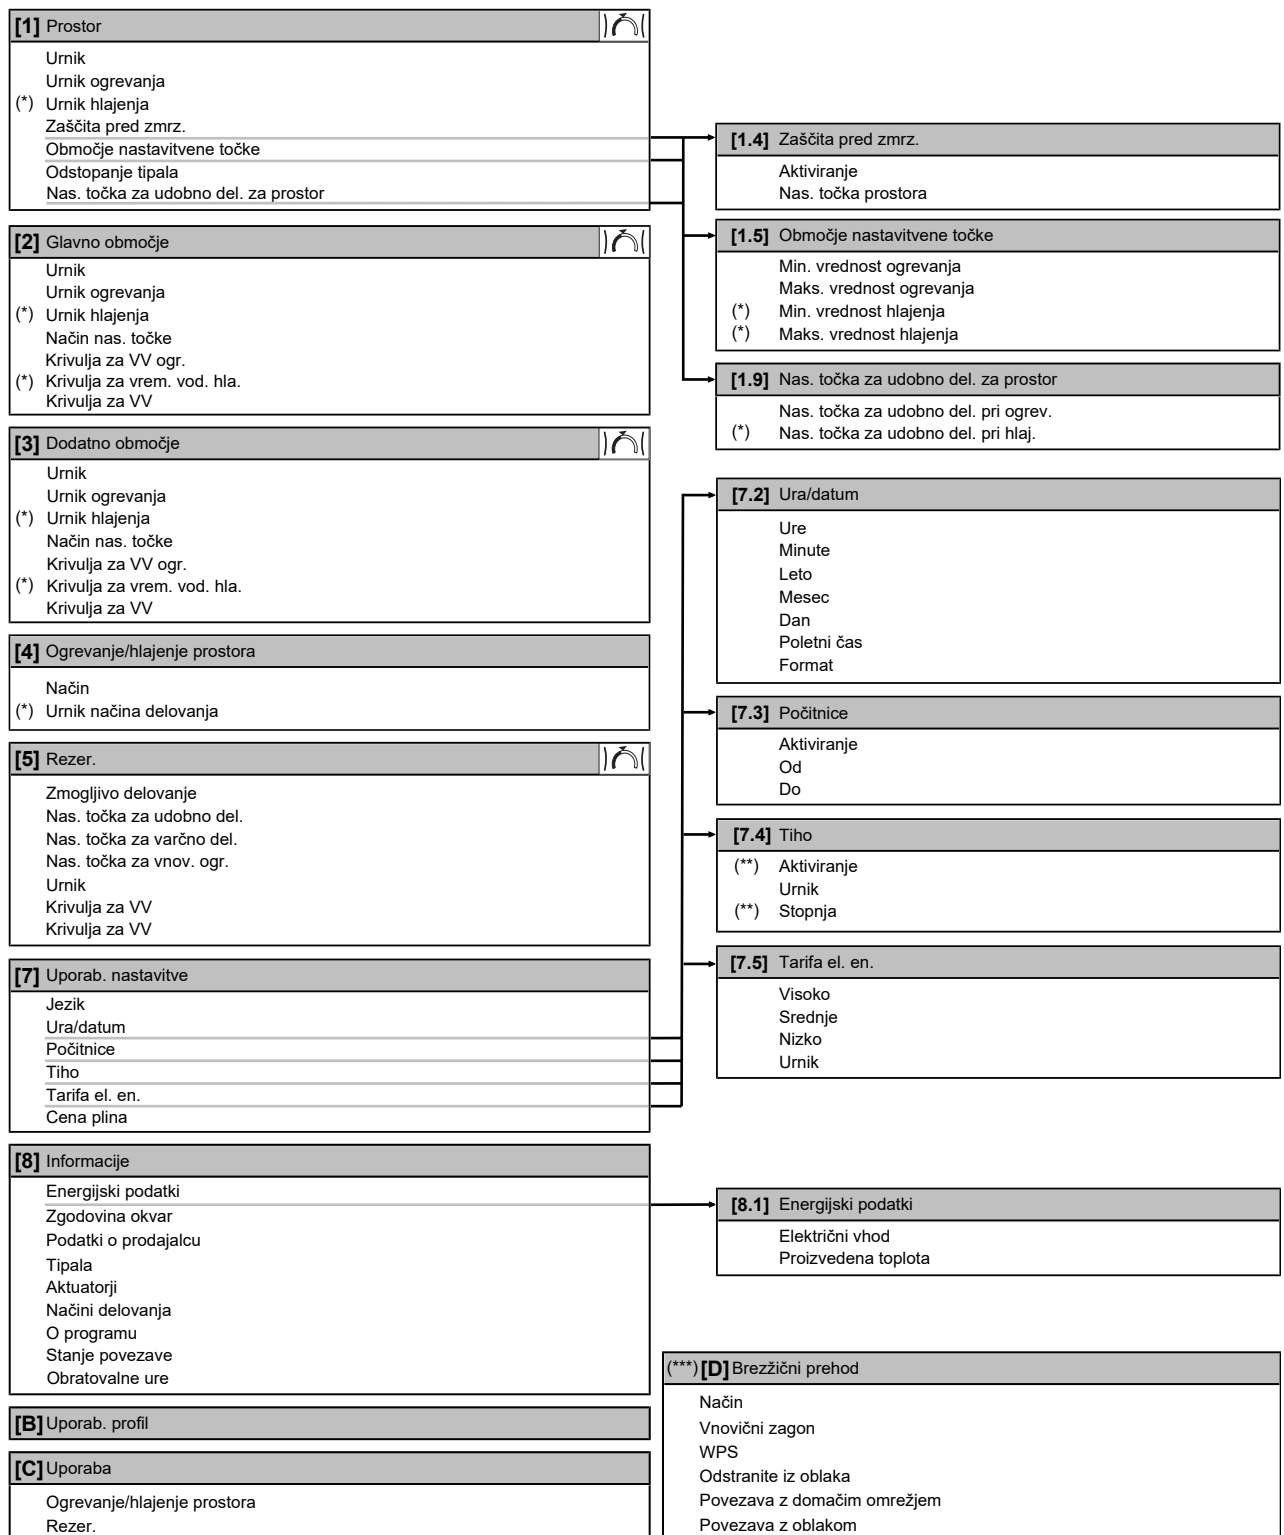 [1] Prostor
Urnik
Urnik ogrevanja
(*) Urnik hlajenja
Zaščita pred zmrz.
Območje nastavitvene točke
Odstopanje tipala
Nas. točka za udobno del. za prostor
[2] Glavno območje
Urnik
Urnik ogrevanja
(*) Urnik hlajenja
Način nas. točke
Krivulja za VV ogr.
(*) Krivulja za vrem. vod. hla.
Krivulja za VV
[3] Dodatno območje
Urnik
Urnik ogrevanja
(*) Urnik hlajenja
Način nas. točke
Krivulja za VV ogr.
(*) Krivulja za vrem. vod. hla.
Krivulja za VV
[4] Ogrevanje/hlajenje prostora
Način
(*) Urnik načina delovanja
[5] Rezer.
Zmogljivo delovanje
Nas. točka za udobno del.
Nas. točka za varčno del.
Nas. točka za vnov. ogr.
Urnik
Krivulja za VV
Krivulja za VV
[7] Uporab. nastavitve
Jezik
Ura/datum
Počitnice
Tiho
Tarifa el. en.
Cena plina
[8] Informacije
Energijski podatki
Zgodovina okvar
Podatki o prodajalcu
Tipala
Aktuatorji
Načini delovanja
O programu
Stanje povezave
Obratovalne ure
[B] Uporab. profil
[C] Uporaba
Ogrevanje/hlajenje prostora
Rezer.
[1.4] Zaščita pred zmrz.
Aktiviranje
Nas. točka prostora
[1.5] Območje nastavitvene točke
Min. vrednost ogrevanja
Maks. vrednost ogrevanja
(*) Min. vrednost hlajenja
(*) Maks. vrednost hlajenja
[1.9] Nas. točka za udobno del. za prostor
Nas. točka za udobno del. pri ogrev.
(*) Nas. točka za udobno del. pri hlaj.
[7.2] Ura/datum
Ure
Minute
Leto
Mesec
Dan
Poletni čas
Format
[7.3] Počitnice
Aktiviranje
Od
Do
[7.4] Tiho
(**) Aktiviranje
Urnik
(**) Stopnja
[7.5] Tarifa el. en.
Visoko
Srednje
Nizko
Urnik
[8.1] Energijski podatki
Električni vhod
Proizvedena toplota
(***) [D] Brezžični prehod
Način
Vnovični zagon
WPS
Odstranite iz oblaka
Povezava z domačim omrežjem
Povezava z oblakom